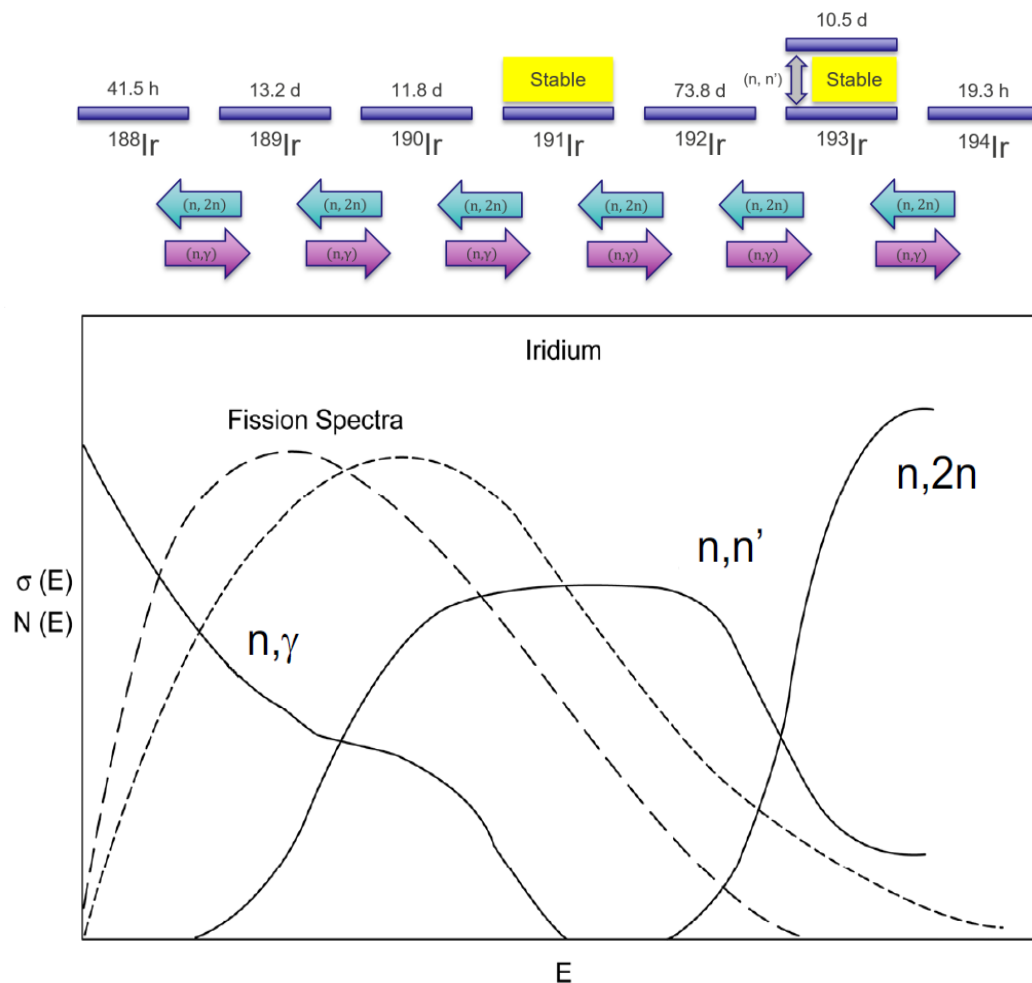 10.5 d
41.5 h 13.2 d 11.8 d Stable 73.8 d (n, n’) Stable 19.3 h
¹⁸⁸Ir ¹⁸⁹Ir ¹⁹⁰Ir ¹⁹¹Ir ¹⁹²Ir ¹⁹³Ir ¹⁹⁴Ir
(n, 2n) (n, 2n) (n, 2n) (n, 2n) (n, 2n) (n, 2n)
(n,γ) (n,γ) (n,γ) (n,γ) (n,γ) (n,γ)
Iridium
Fission Spectra
n,2n
n,n’
σ (E)
N (E)
n,γ
E